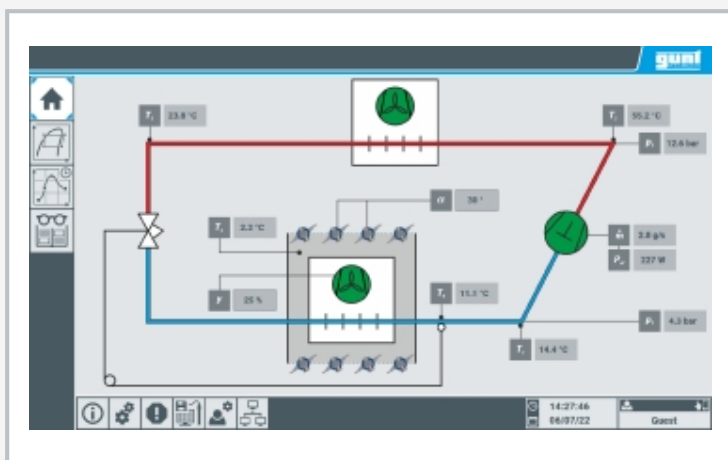 gunt
23.8 °C
55.2 °C
12.6 bar
α 30 °
2.2 °C
3.8 g/s
227 W
γ 25 %
11.1 °C
4.3 bar
14.4 °C
14:27:46
06/07/22
Guest